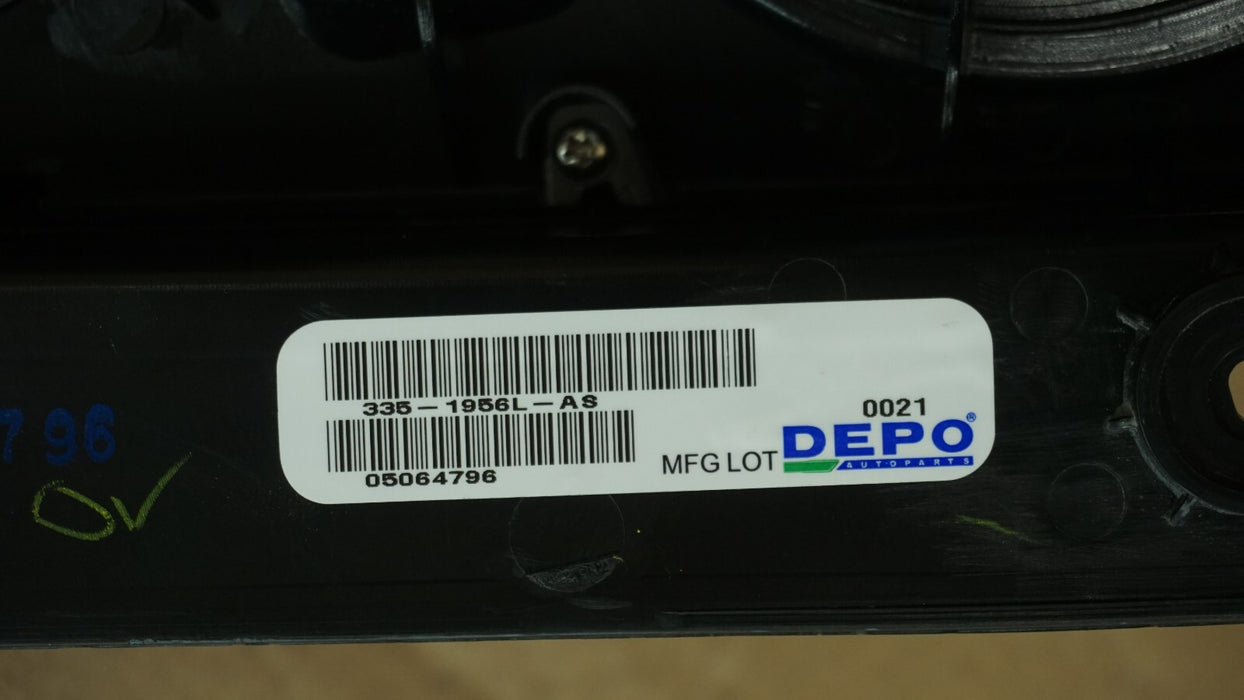 335-1956L-AS
05064796
0021
MFG LOT
DEPO®
AUTOPARTS
796
OV